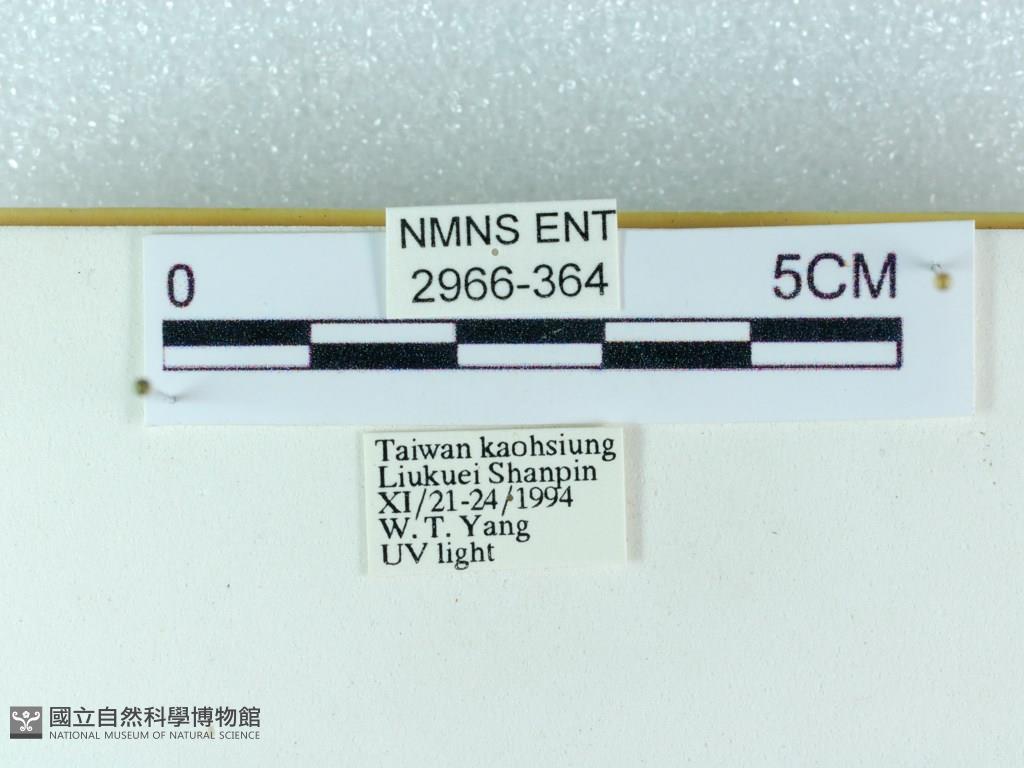 NMNS ENT
2966-364
0
5CM
Taiwan kaohsiung
Liukuei Shanpin
XI/21-24/1994
W. T. Yang
UV light
國立自然科學博物館
NATIONAL MUSEUM OF NATURAL SCIENCE